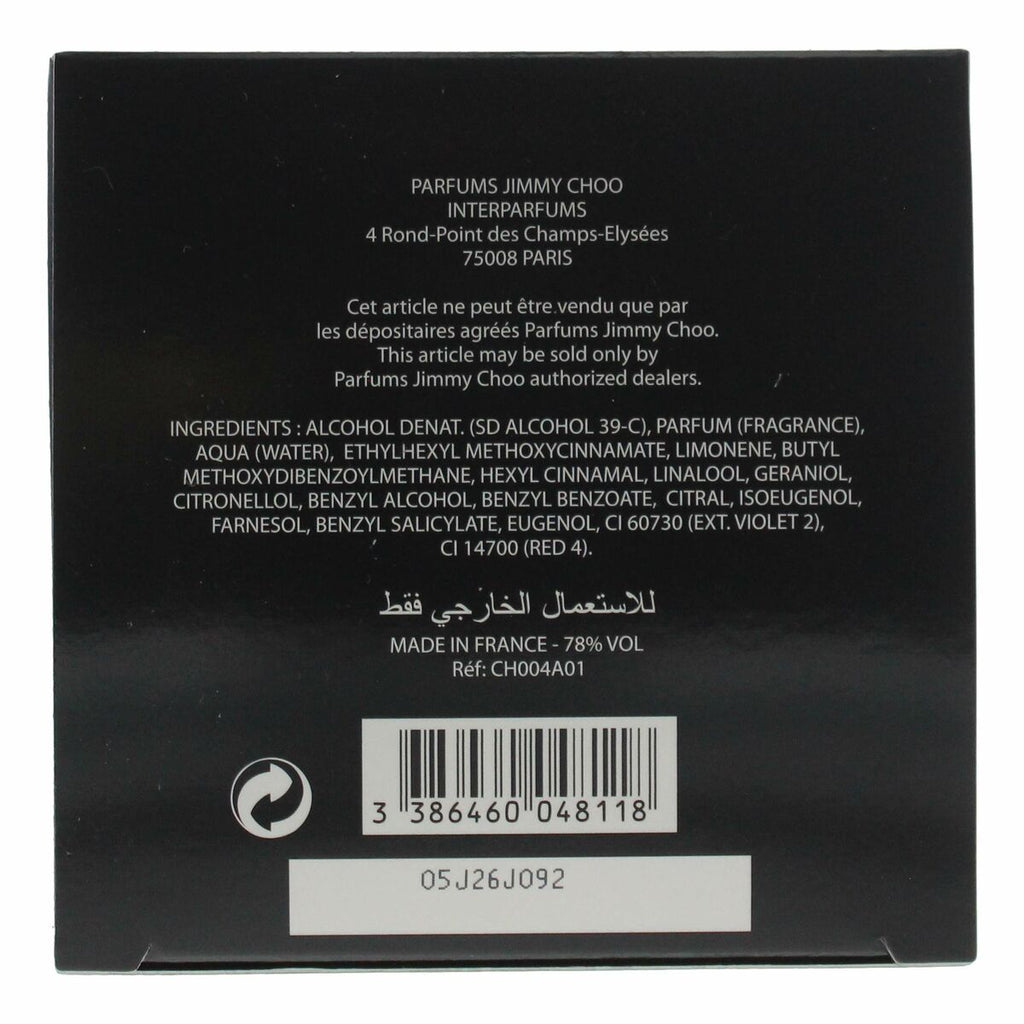 PARFUMS JIMMY CHOO
INTERPARFUMS
4 Rond-Point des Champs-Elysées
75008 PARIS
Cet article ne peut être vendu que par
les dépositaires agréés Parfums Jimmy Choo.
This article may be sold only by
Parfums Jimmy Choo authorized dealers.
INGREDIENTS : ALCOHOL DENAT. (SD ALCOHOL 39-C), PARFUM (FRAGRANCE),
AQUA (WATER), ETHYLHEXYL METHOXYCINNAMATE, LIMONENE, BUTYL
METHOXYDIBENZOYLMETHANE, HEXYL CINNAMAL, LINALOOL, GERANIOL,
CITRONELLOL, BENZYL ALCOHOL, BENZYL BENZOATE, CITRAL, ISOEUGENOL,
FARNESOL, BENZYL SALICYLATE, EUGENOL, CI 60730 (EXT. VIOLET 2),
CI 14700 (RED 4).
للاستعمال الخارجي فقط
MADE IN FRANCE - 78% VOL
Réf: CH004A01
3 386460 048118
05J26J092